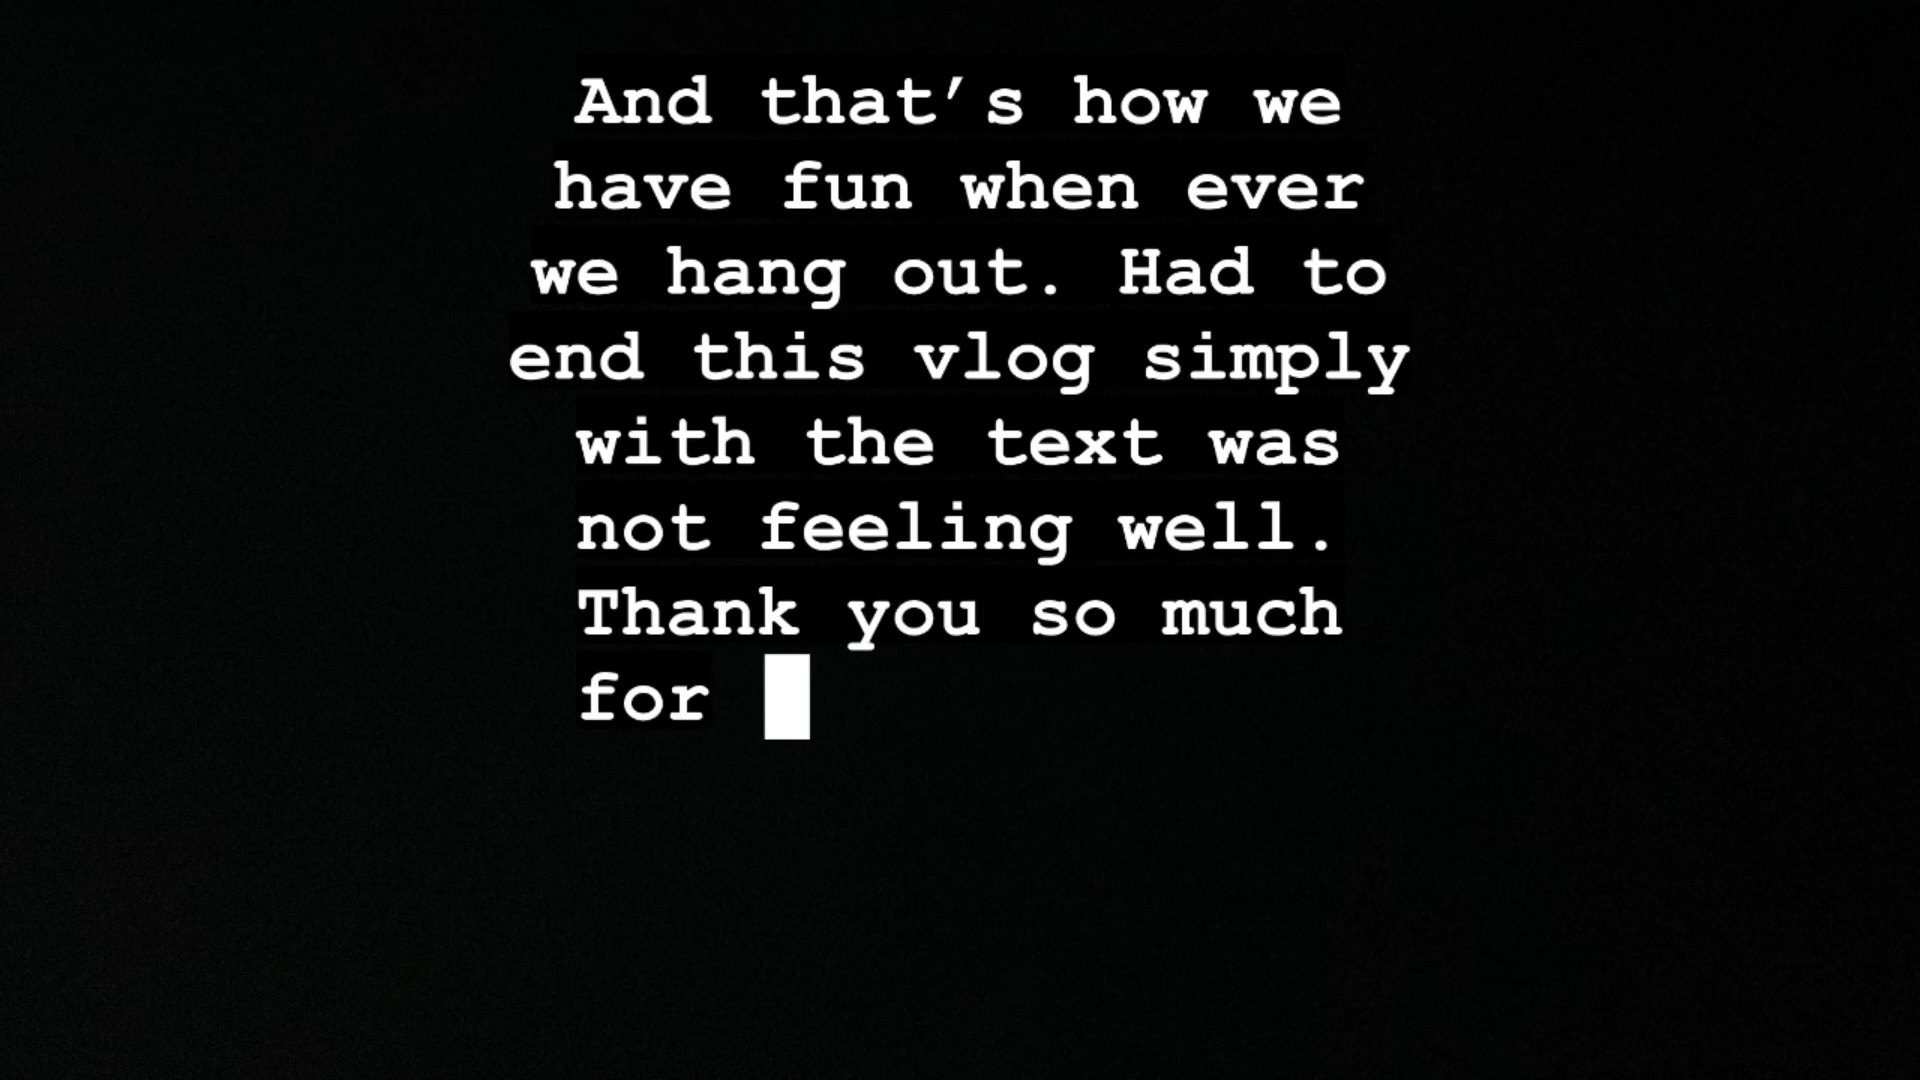 And that’s how we
have fun when ever
we hang out. Had to
end this vlog simply
with the text was
not feeling well.
Thank you so much
for